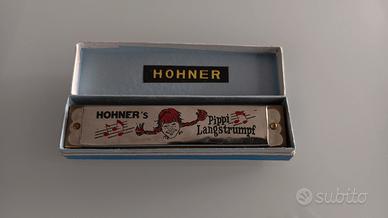 HOHNER
HOHNER's
Pippi
Langstrumpf
subito